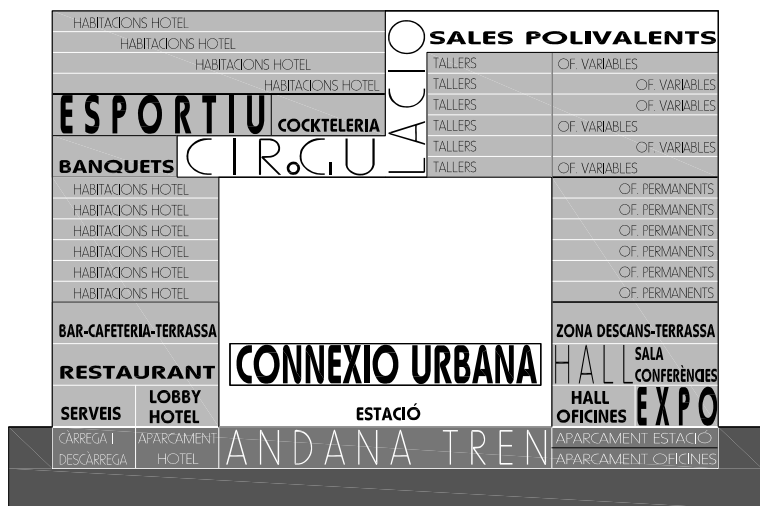 HABITACIONS HOTEL
HABITACIONS HOTEL
HABITACIONS HOTEL
HABITACIONS HOTEL
ESPORTIU
COCKTELERIA
BANQUETS
CIRCULACIO
SALES POLIVALENTS
TALLERS OF. VARIABLES
TALLERS OF. VARIABLES
TALLERS OF. VARIABLES
TALLERS OF. VARIABLES
TALLERS OF. VARIABLES
TALLERS OF. VARIABLES
HABITACIONS HOTEL
HABITACIONS HOTEL
HABITACIONS HOTEL
HABITACIONS HOTEL
HABITACIONS HOTEL
HABITACIONS HOTEL
OF. PERMANENTS
OF. PERMANENTS
OF. PERMANENTS
OF. PERMANENTS
OF. PERMANENTS
OF. PERMANENTS
BAR-CAFETERIA-TERRASSA
RESTAURANT
SERVEIS
LOBBY
HOTEL
CONNEXIO URBANA
ESTACIÓ
ZONA DESCANS-TERRASSA
HALL
SALA
CONFERÈNCIES
HALL
OFICINES
EXPO
CÀRREGA I
DESCÀRREGA
APARCAMENT
HOTEL
ANDANA TREN
APARCAMENT ESTACIÓ
APARCAMENT OFICINES